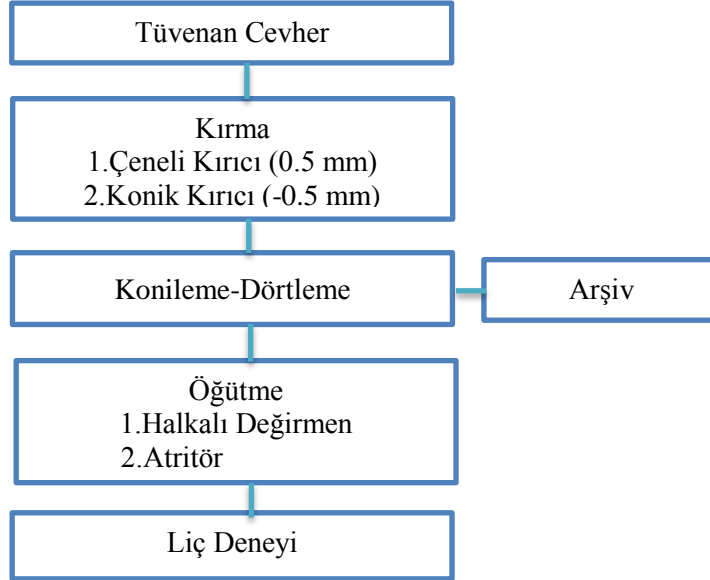 Tüvenan Cevher
Kırma
1.Çeneli Kırıcı (0.5 mm)
2.Konik Kırıcı (-0.5 mm)
Konileme-Dörtleme
Arşiv
Öğütme
1.Halkalı Değirmen
2.Atritör
Liç Deneyi